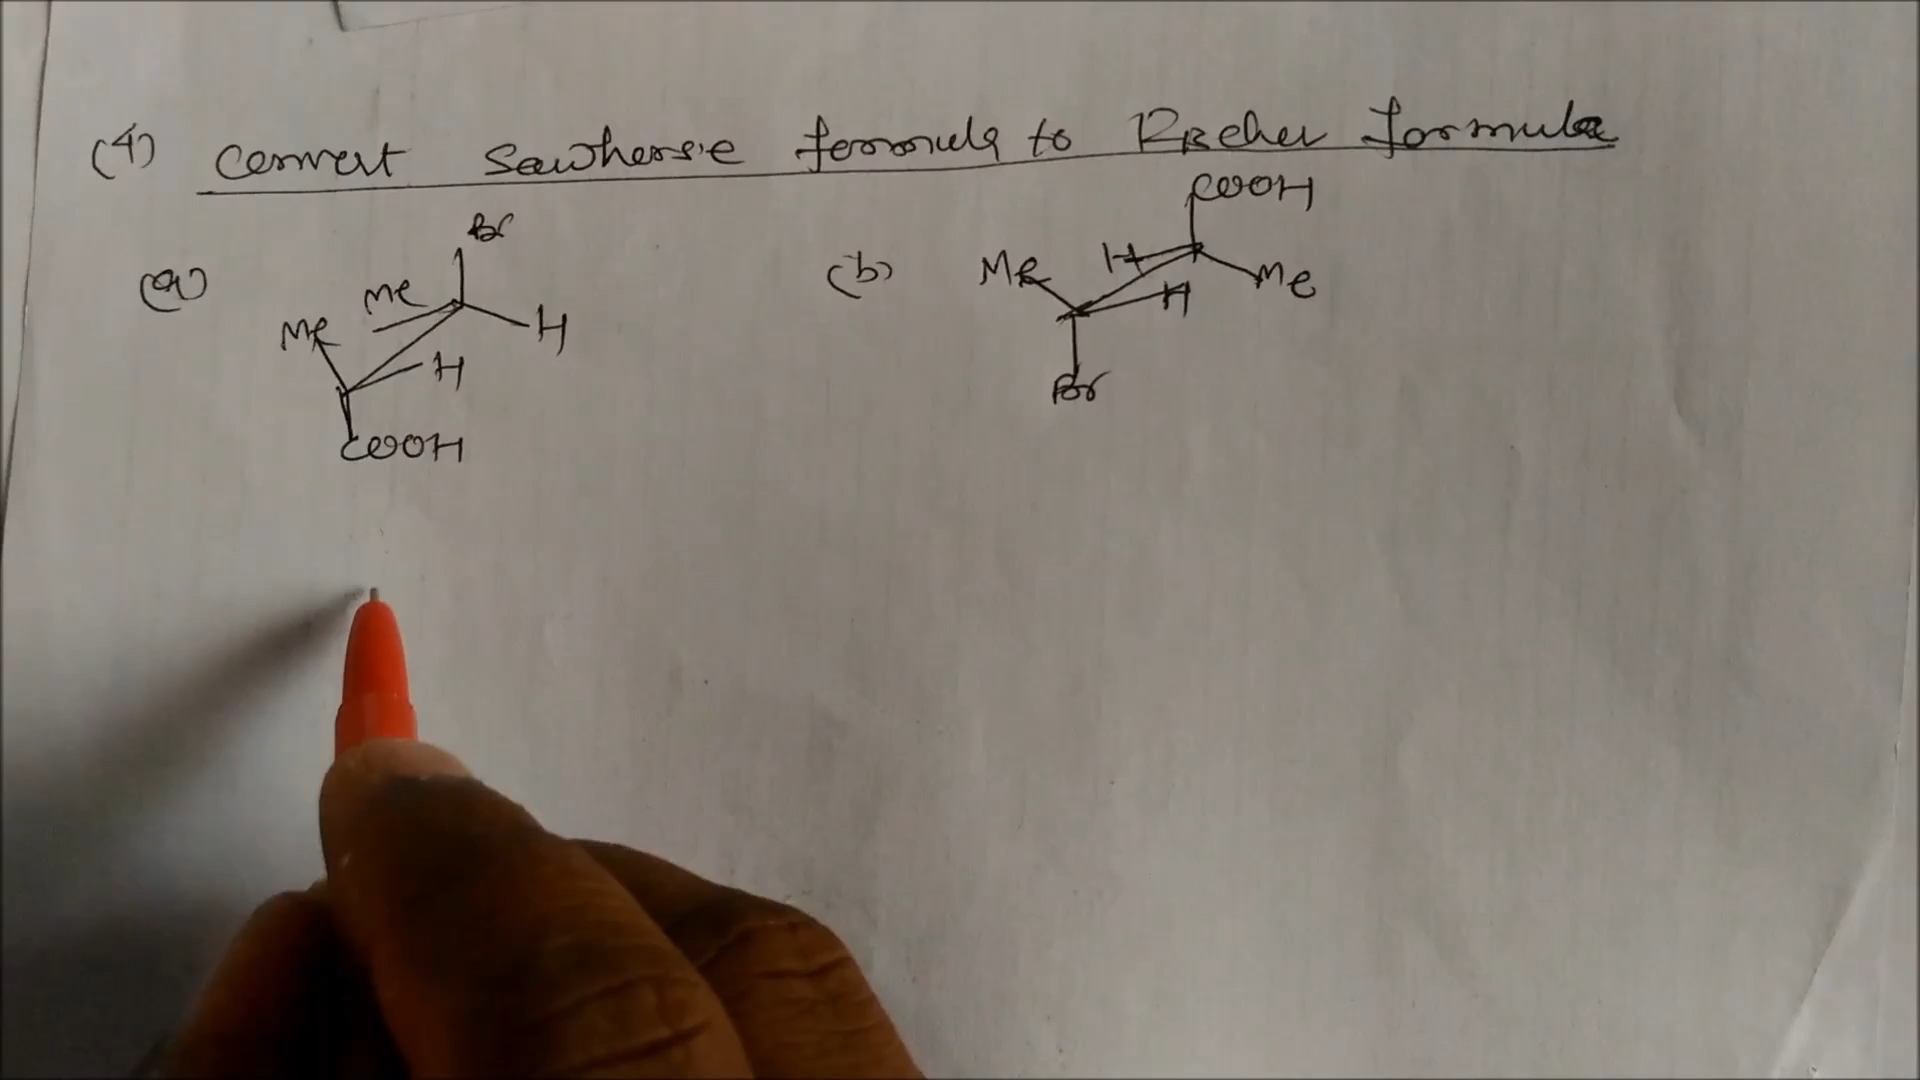 (4) Convert Sawhorse formula to Fischer formula
(a)
Br
Me
Me
H
H
COOH
(b)
COOH
Me
H
H
Me
Br